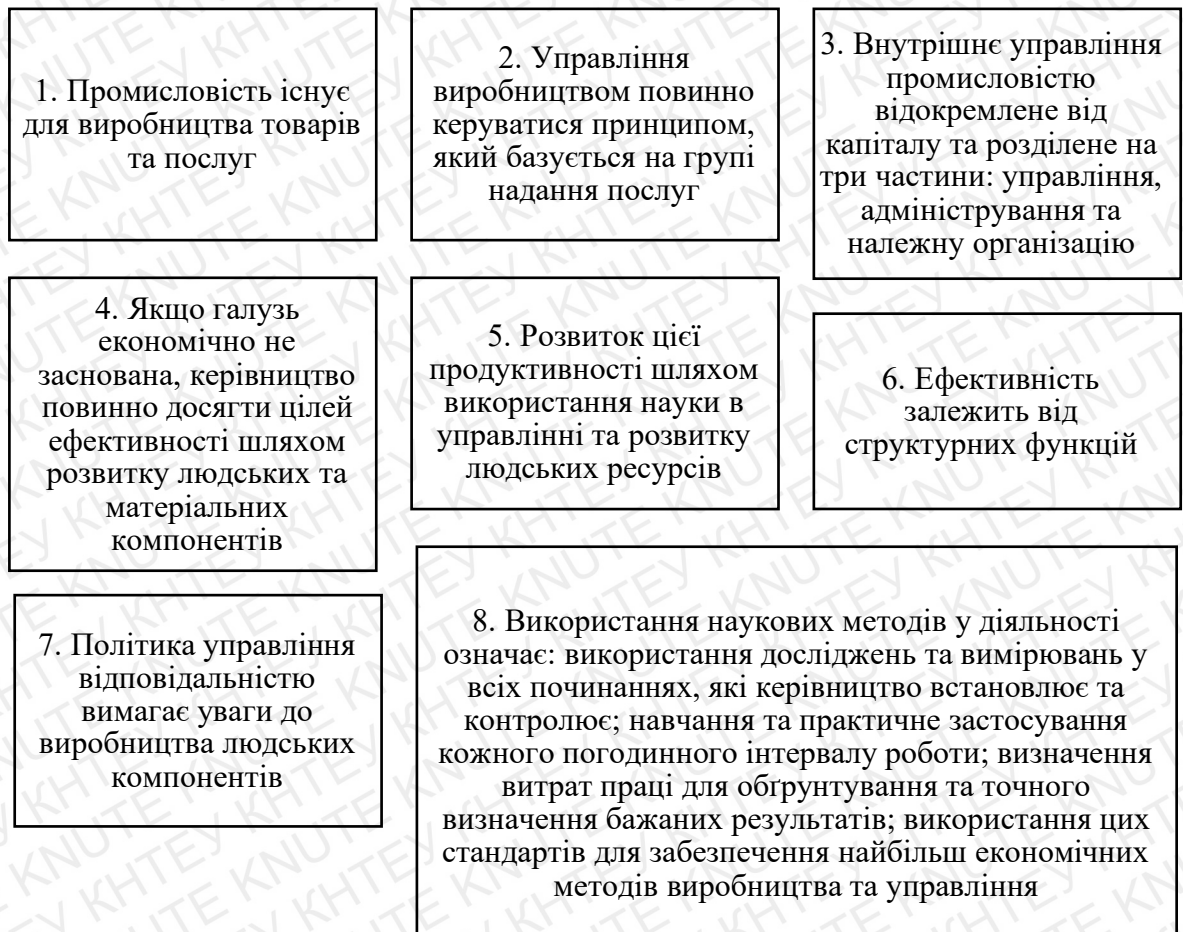 1. Промисловість існує
для виробництва товарів
та послуг
2. Управління
виробництвом повинно
керуватися принципом,
який базується на групі
надання послуг
3. Внутрішнє управління
промисловістю
відокремлене від
капіталу та розділене на
три частини: управління,
адміністрування та
належну організацію
4. Якщо галузь
економічно не
заснована, керівництво
повинно досягти цілей
ефективності шляхом
розвитку людських та
матеріальних
компонентів
5. Розвиток цієї
продуктивності шляхом
використання науки в
управлінні та розвитку
людських ресурсів
6. Ефективність
залежить від
структурних функцій
7. Політика управління
відповідальністю
вимагає уваги до
виробництва людських
компонентів
8. Використання наукових методів у діяльності
означає: використання досліджень та вимірювань у
всіх починаннях, які керівництво встановлює та
контролює; навчання та практичне застосування
кожного погодинного інтервалу роботи; визначення
витрат праці для обґрунтування та точного
визначення бажаних результатів; використання цих
стандартів для забезпечення найбільш економічних
методів виробництва та управління